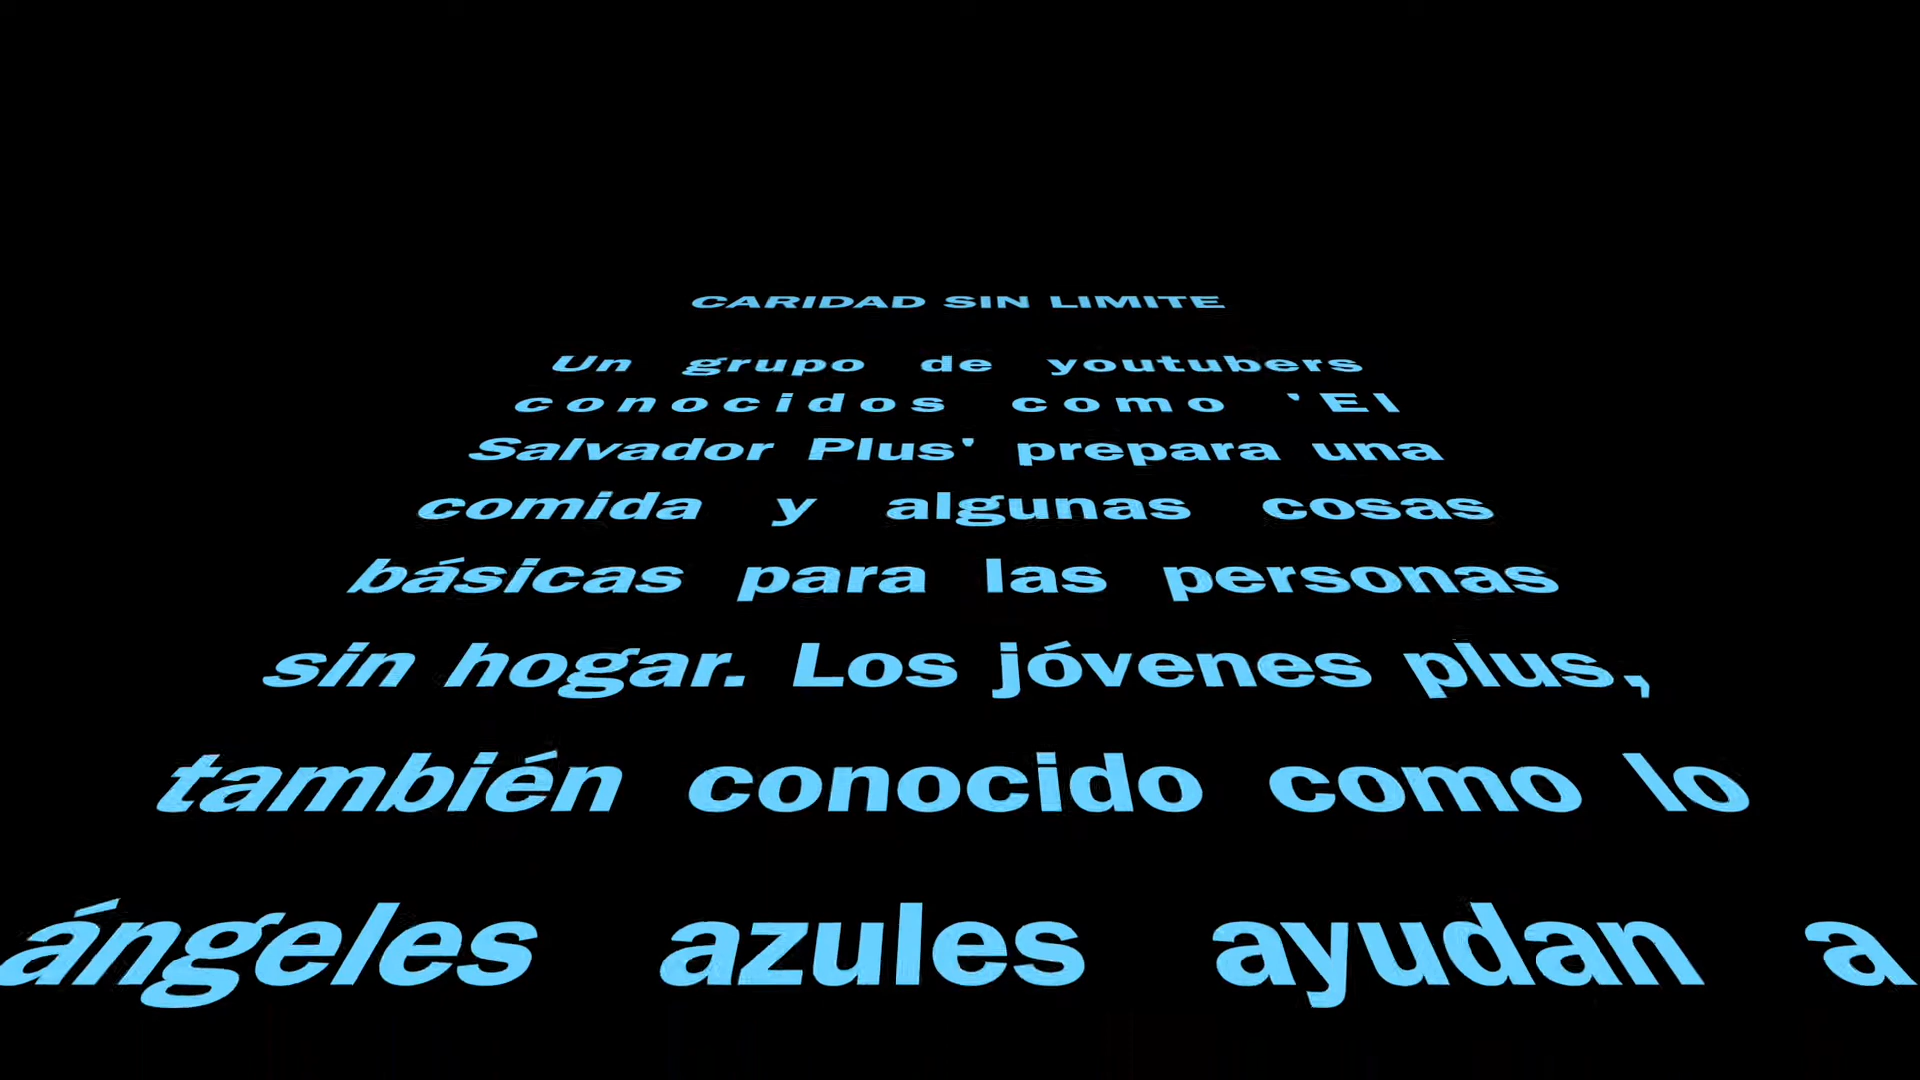 CARIDAD SIN LIMITE
Un grupo de youtubers
conocidos como 'El
Salvador Plus' prepara una
comida y algunas cosas
básicas para las personas
sin hogar. Los jóvenes plus,
también conocido como lo
ángeles azules ayudan a